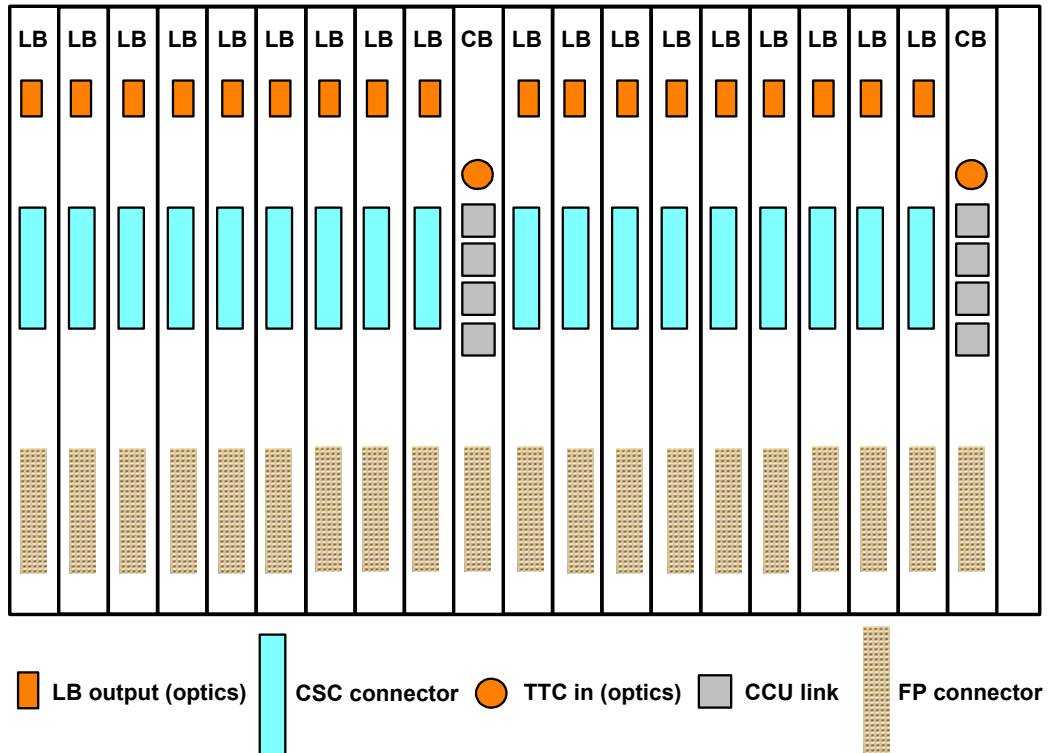 LB LB LB LB LB LB LB LB LB CB LB LB LB LB LB LB LB LB LB CB
LB output (optics) CSC connector TTC in (optics) CCU link FP connector